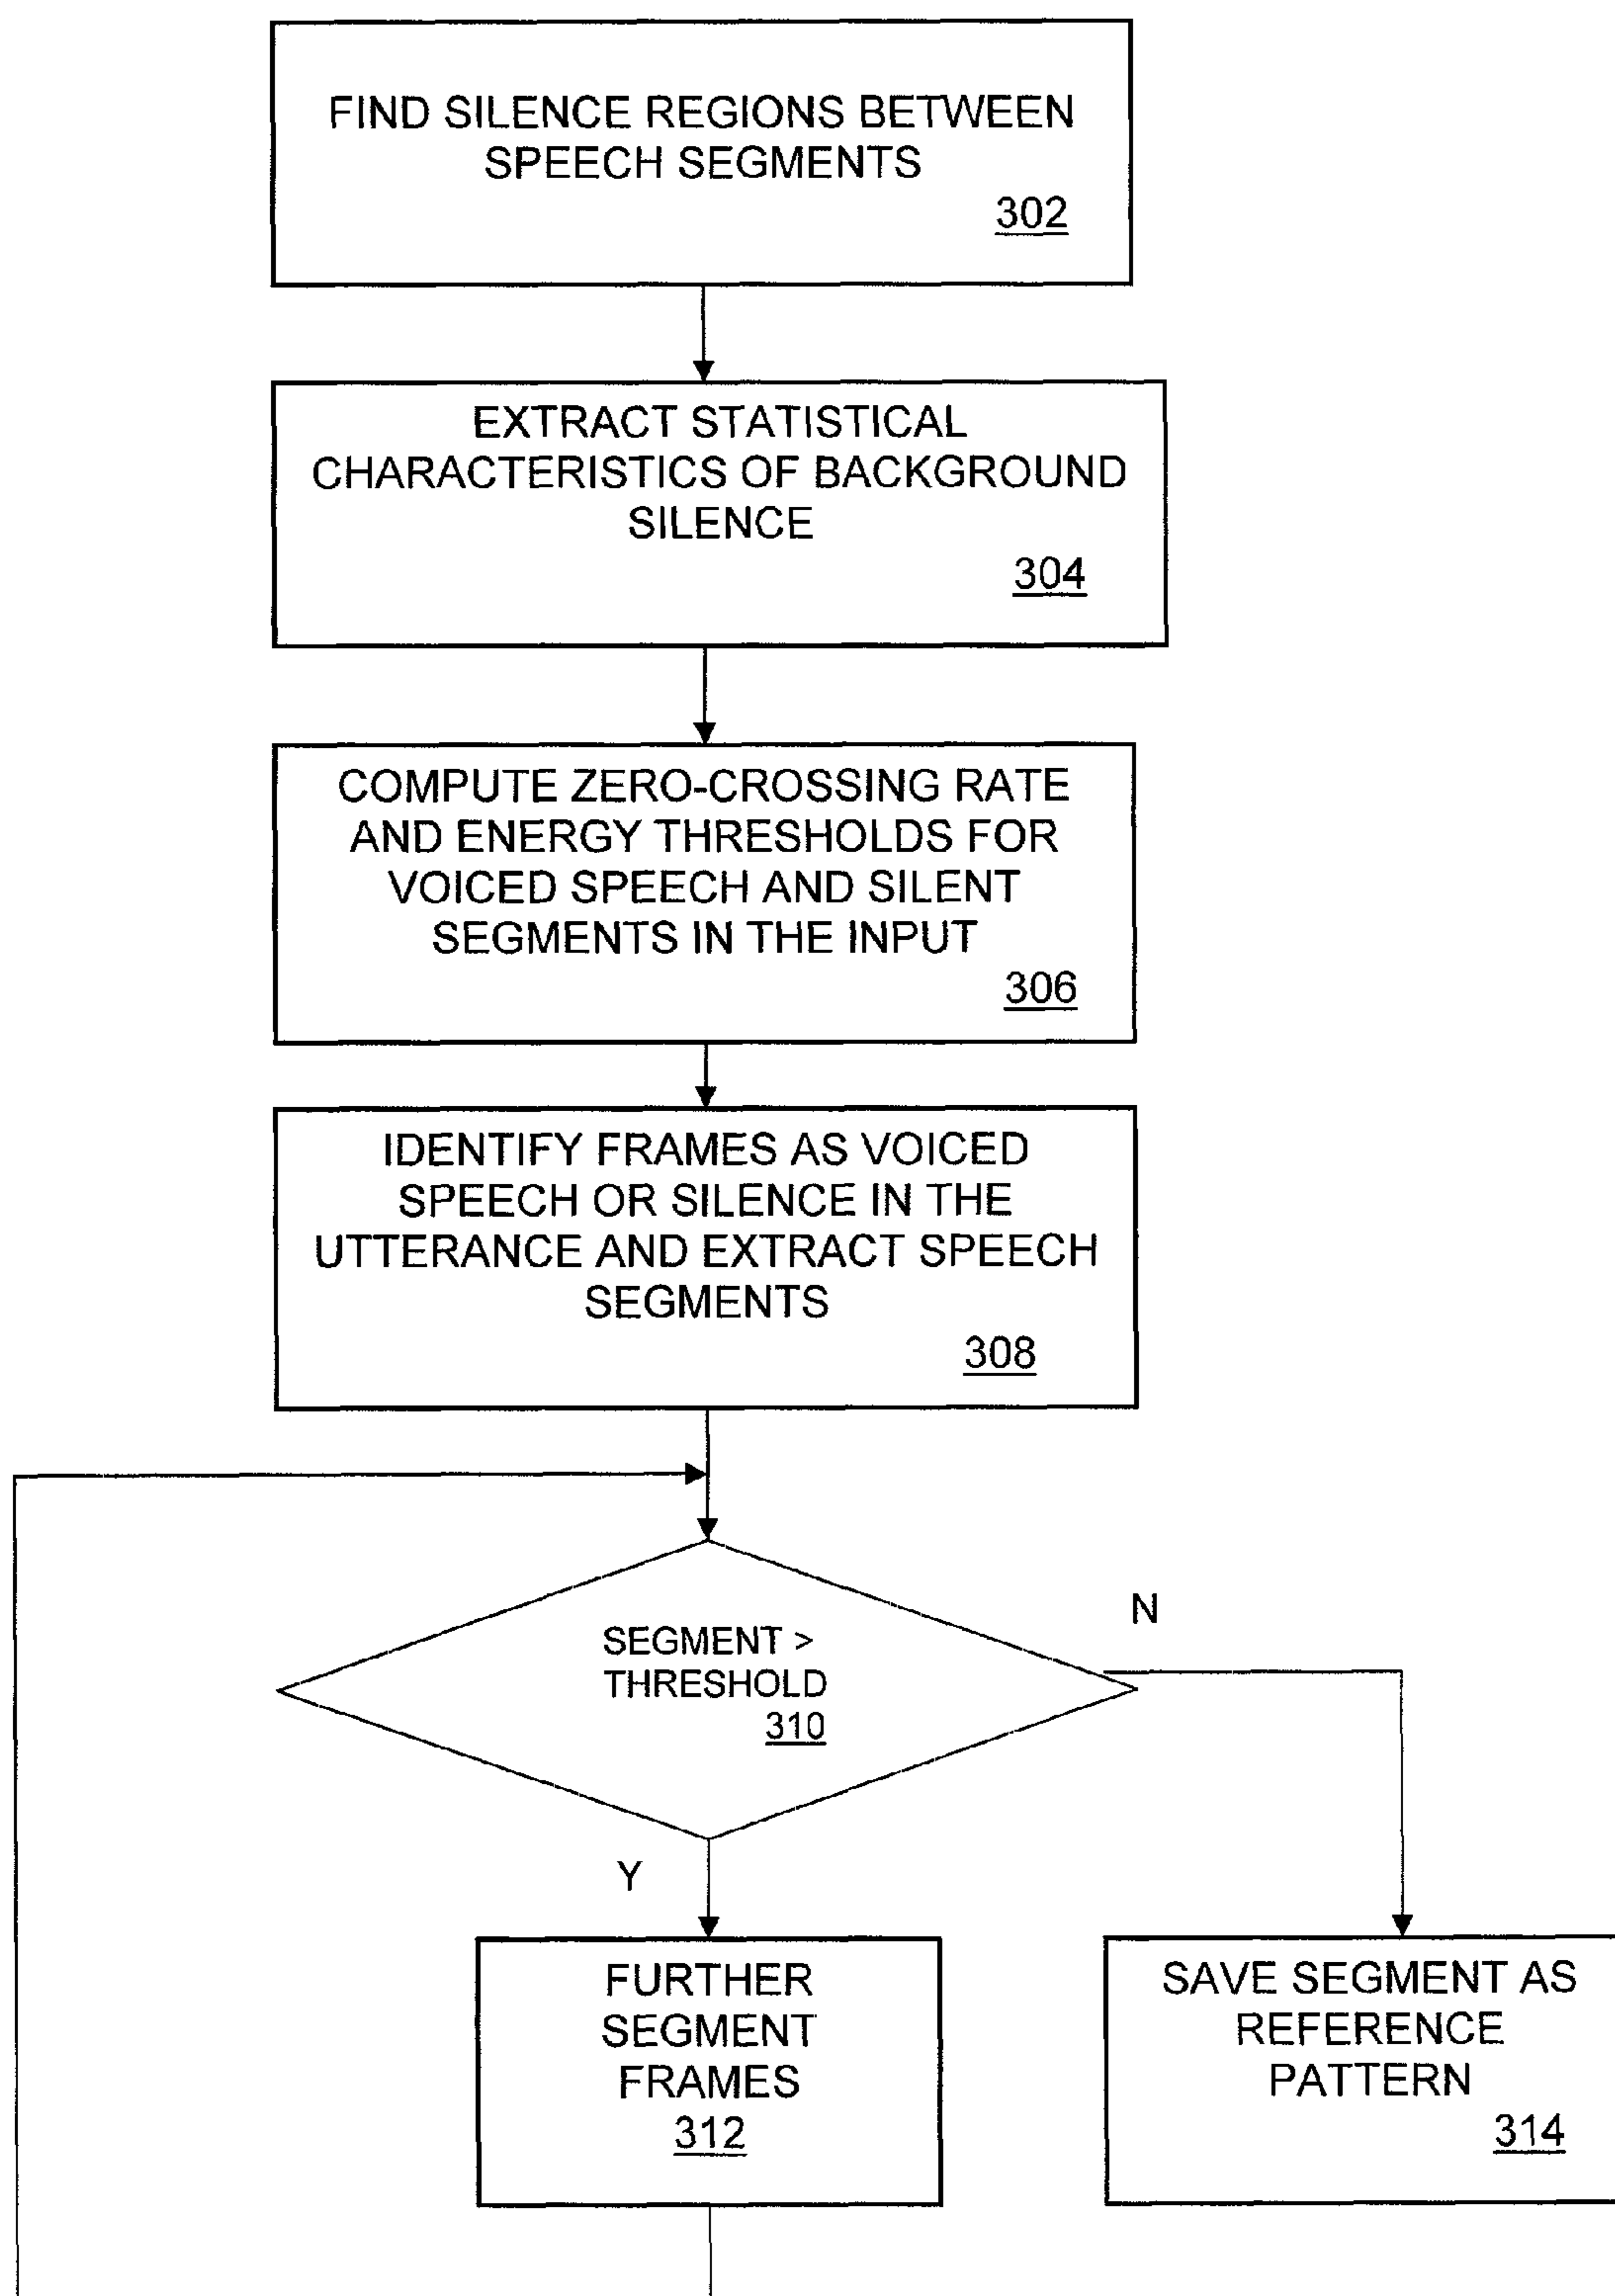 FIND SILENCE REGIONS BETWEEN
SPEECH SEGMENTS
302
EXTRACT STATISTICAL
CHARACTERISTICS OF BACKGROUND
SILENCE
304
COMPUTE ZERO-CROSSING RATE
AND ENERGY THRESHOLDS FOR
VOICED SPEECH AND SILENT
SEGMENTS IN THE INPUT
306
IDENTIFY FRAMES AS VOICED
SPEECH OR SILENCE IN THE
UTTERANCE AND EXTRACT SPEECH
SEGMENTS
308
SEGMENT >
THRESHOLD
310
N
Y
FURTHER
SEGMENT
FRAMES
312
SAVE SEGMENT AS
REFERENCE
PATTERN
314